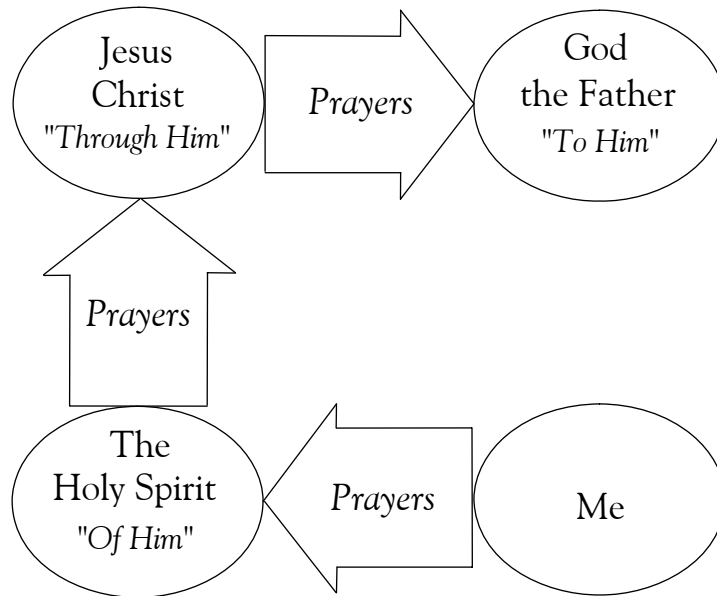 Jesus
Christ
"Through Him"
Prayers
God
the Father
"To Him"
Prayers
The
Holy Spirit
"Of Him"
Prayers
Me